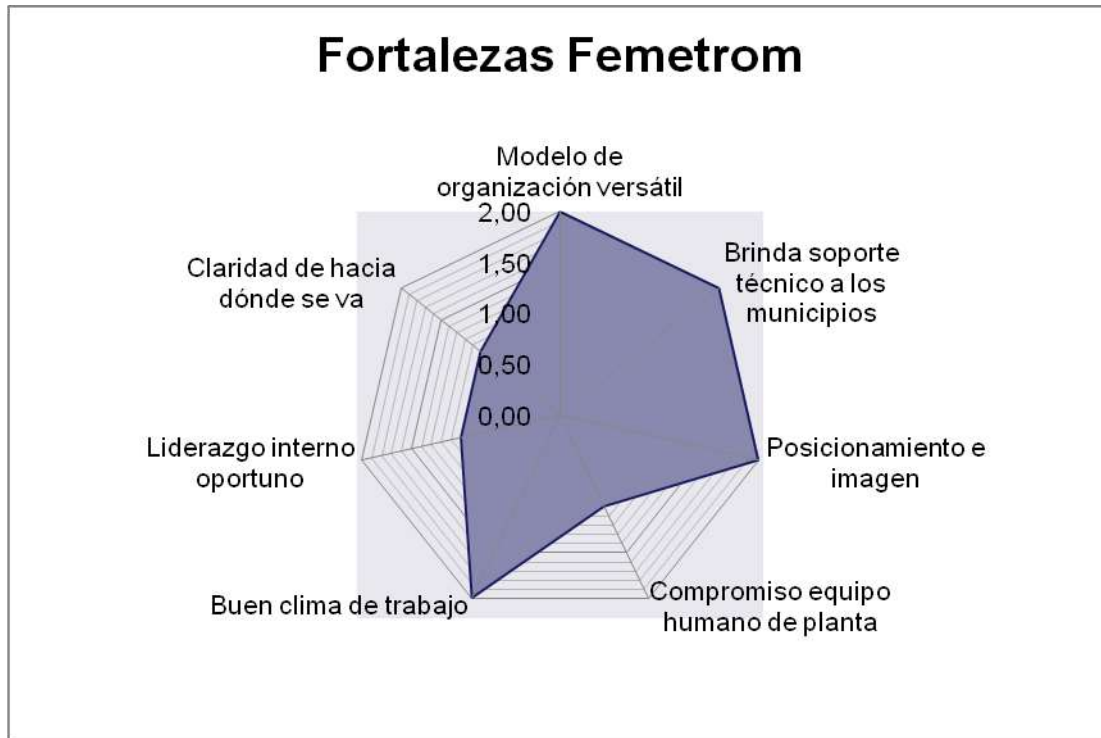 Fortalezas Femetrom
Modelo de
organización versátil
2,00
1,50
1,00
0,50
0,00
Brinda soporte
técnico a los
municipios
Posicionamiento e
imagen
Compromiso equipo
humano de planta
Buen clima de trabajo
Liderazgo interno
oportuno
Claridad de hacia
dónde se va